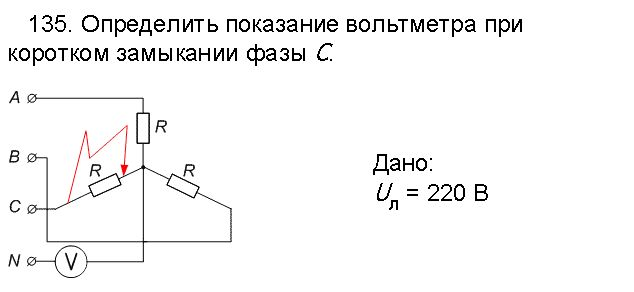 135. Определить показание вольтметра при
коротком замыкании фазы C.
A
R
B
R
R
C
N
V
Дано:
Uл = 220 В